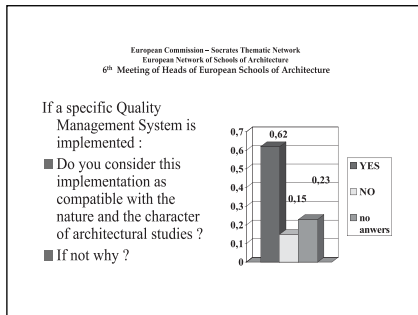 European Commission – Socrates Thematic Network
European Network of Schools of Architecture
6th Meeting of Heads of European Schools of Architecture
If a specific Quality
Management System is
implemented :
Do you consider this
implementation as
compatible with the
nature and the character
of architectural studies ?
If not why ?
0,7
0,6
0,5
0,4
0,3
0,2
0,1
0
0,62
0,15
0,23
YES
NO
no
anwers